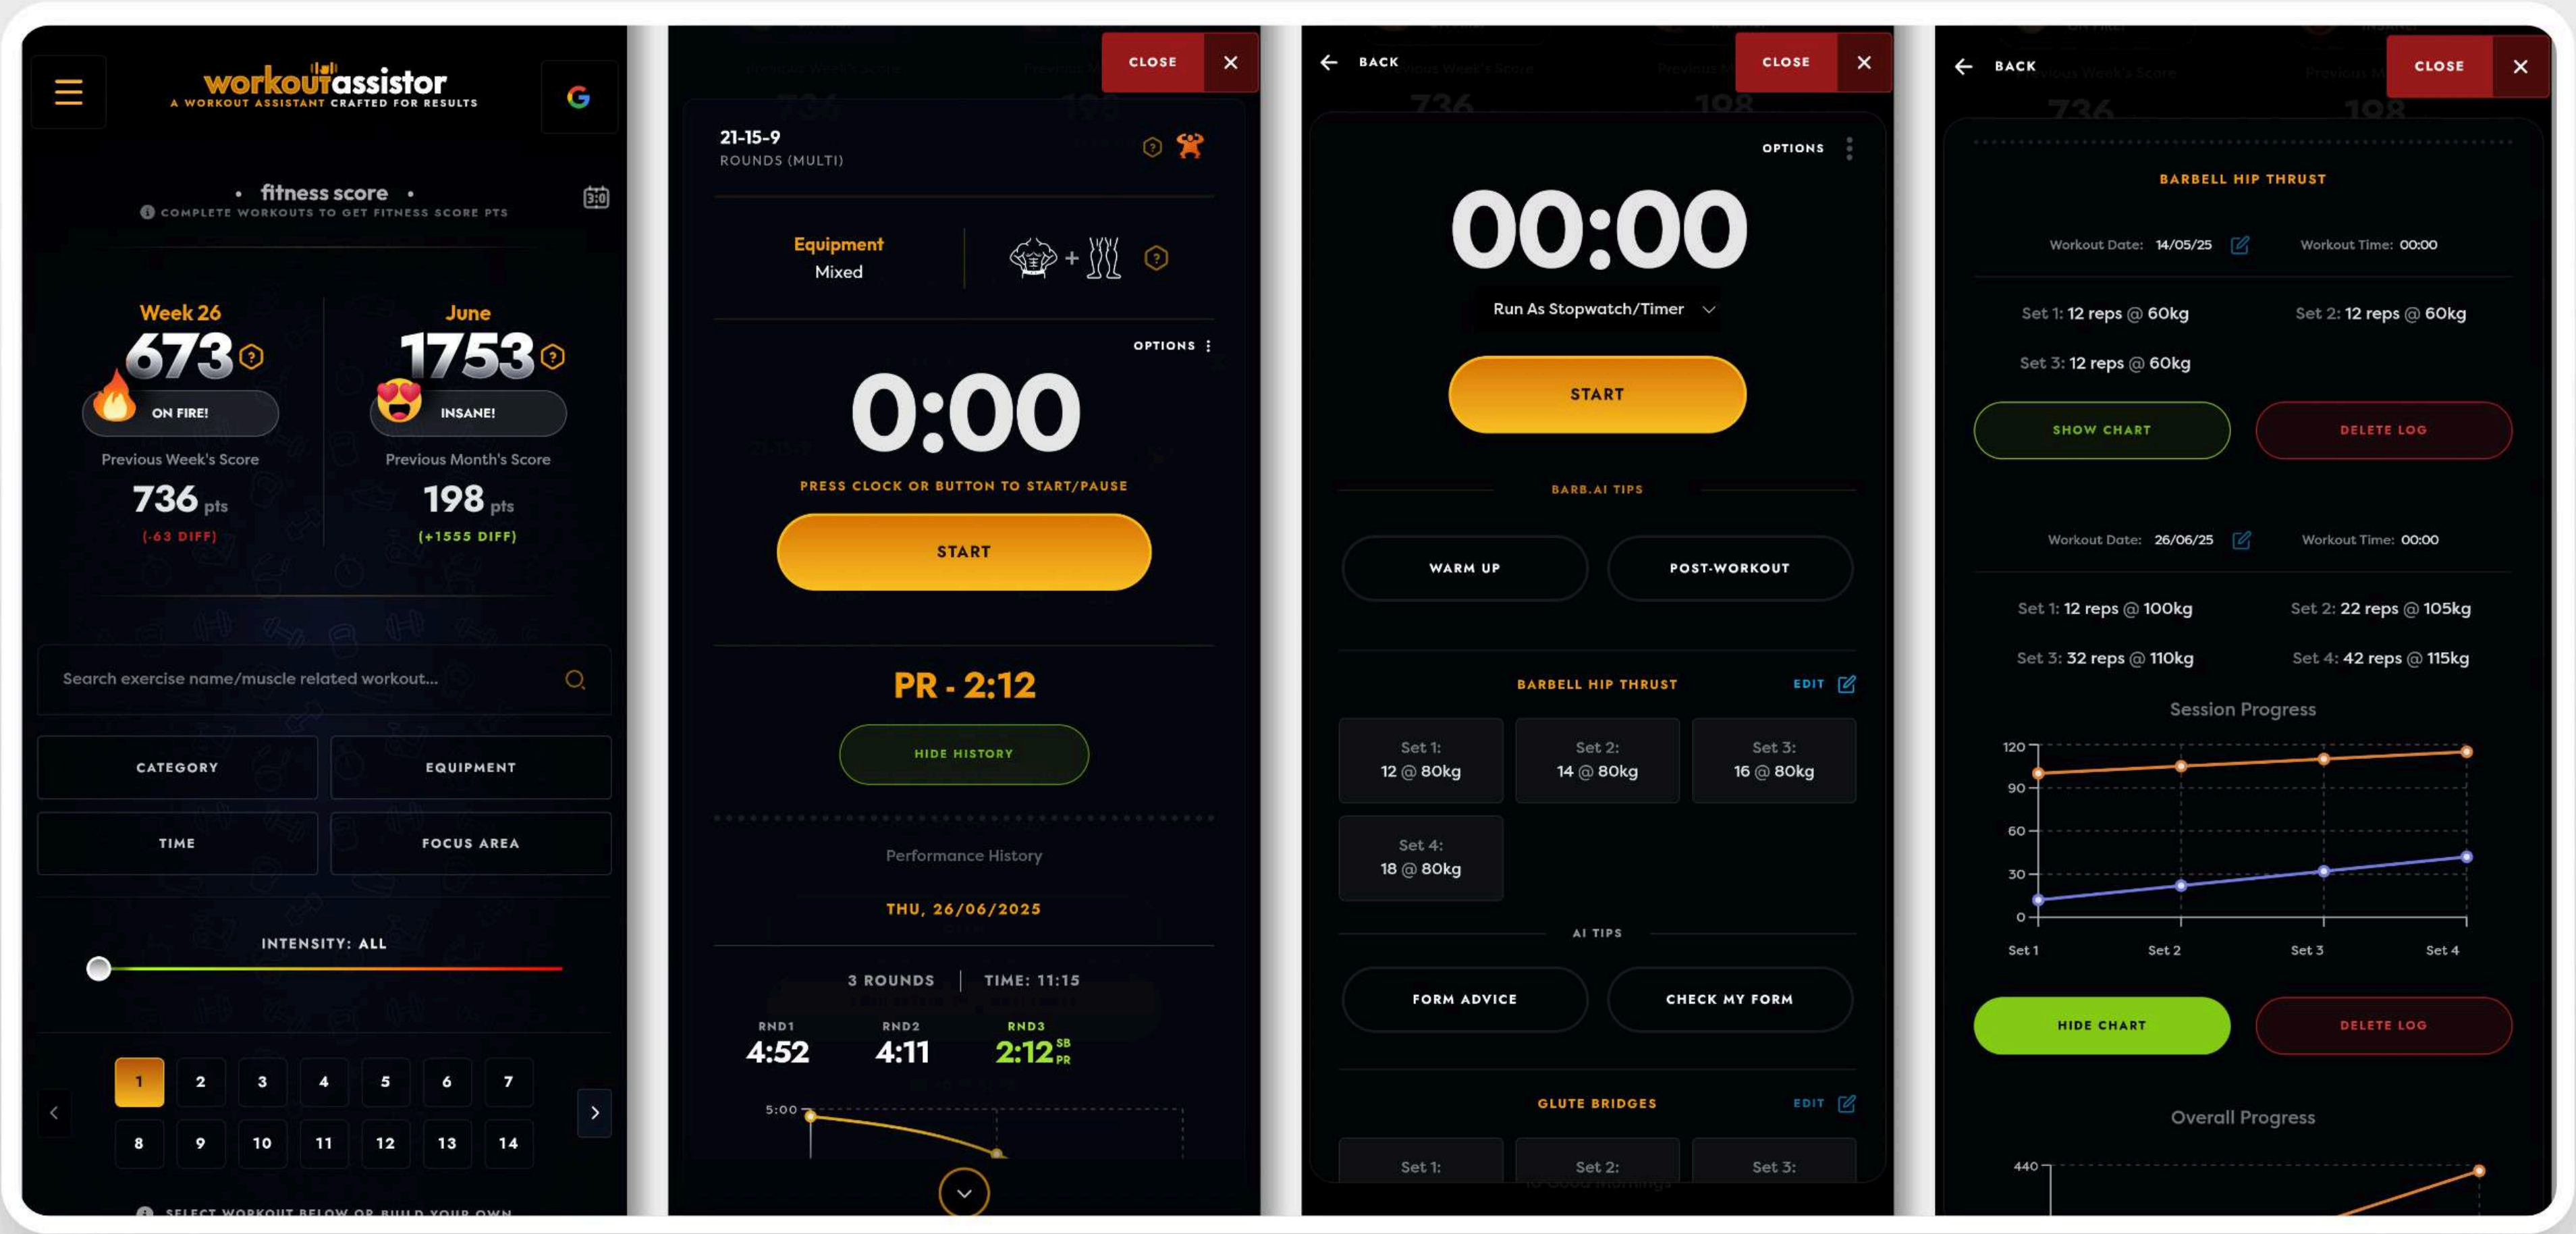 workoutassistor
A WORKOUT ASSISTANT CRAFTED FOR RESULTS
G
• fitness score •
COMPLETE WORKOUTS TO GET FITNESS SCORE PTS
3:0
Week 26
673 ?
ON FIRE!
Previous Week's Score
736 pts
(-63 DIFF)
June
1753 ?
INSANE!
Previous Month's Score
198 pts
(+1555 DIFF)
Search exercise name/muscle related workout...
CATEGORY
EQUIPMENT
TIME
FOCUS AREA
INTENSITY: ALL
1 2 3 4 5 6 7
8 9 10 11 12 13 14
SELECT WORKOUT BELOW OR BUILD YOUR OWN
CLOSE ×
21-15-9
ROUNDS (MULTI)
?
Equipment
Mixed
+ ?
OPTIONS
0:00
PRESS CLOCK OR BUTTON TO START/PAUSE
START
PR - 2:12
HIDE HISTORY
Performance History
THU, 26/06/2025
3 ROUNDS | TIME: 11:15
RND1 RND2 RND3
4:52 4:11 2:12 SB PR
5:00
← BACK
CLOSE ×
736 198
OPTIONS
00:00
Run As Stopwatch/Timer
START
BARB.AI TIPS
WARM UP
POST-WORKOUT
BARBELL HIP THRUST
EDIT
Set 1:
12 @ 80kg
Set 2:
14 @ 80kg
Set 3:
16 @ 80kg
Set 4:
18 @ 80kg
AI TIPS
FORM ADVICE
CHECK MY FORM
GLUTE BRIDGES
EDIT
Set 1:
Set 2:
Set 3:
← BACK
CLOSE ×
736 198
BARBELL HIP THRUST
Workout Date: 14/05/25
Workout Time: 00:00
Set 1: 12 reps @ 60kg
Set 2: 12 reps @ 60kg
Set 3: 12 reps @ 60kg
SHOW CHART
DELETE LOG
Workout Date: 26/06/25
Workout Time: 00:00
Set 1: 12 reps @ 100kg
Set 2: 22 reps @ 105kg
Set 3: 32 reps @ 110kg
Set 4: 42 reps @ 115kg
Session Progress
120
90
60
30
0
Set 1 Set 2 Set 3 Set 4
HIDE CHART
DELETE LOG
Overall Progress
440